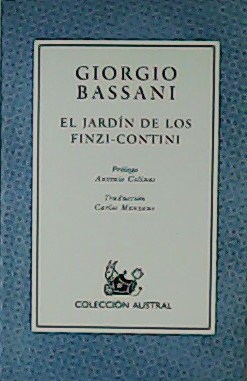 GIORGIO
BASSANI
EL JARDÍN DE LOS
FINZI-CONTINI
Prólogo
Antonio Colinas
Traducción
Carlos Manzano
COLECCIÓN AUSTRAL